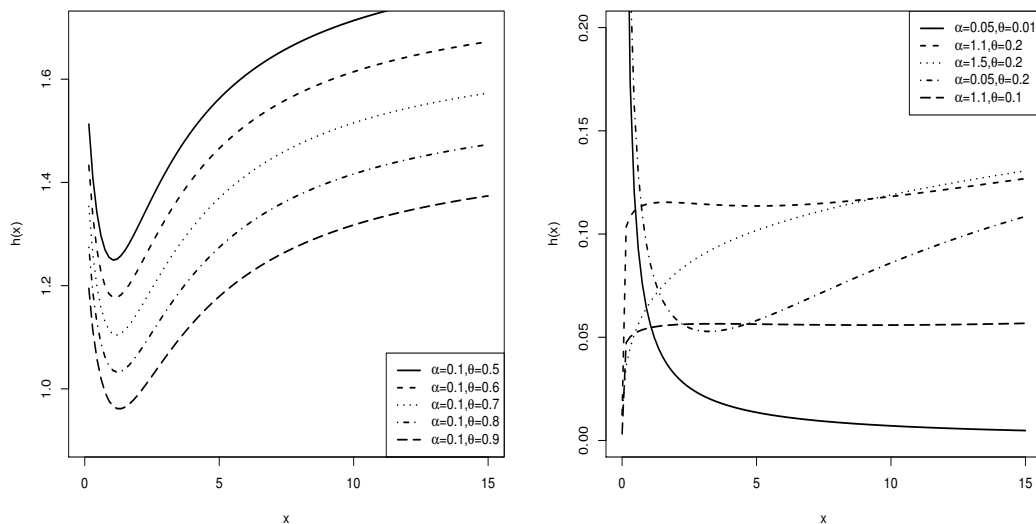 1.6
1.4
1.2
1.0
h(x)
0
5
10
15
x
α=0.1,θ=0.5
α=0.1,θ=0.6
α=0.1,θ=0.7
α=0.1,θ=0.8
α=0.1,θ=0.9
0.20
0.15
0.10
0.05
0.00
h(x)
0
5
10
15
x
α=0.05,θ=0.01
α=1.1,θ=0.2
α=1.5,θ=0.2
α=0.05,θ=0.2
α=1.1,θ=0.1